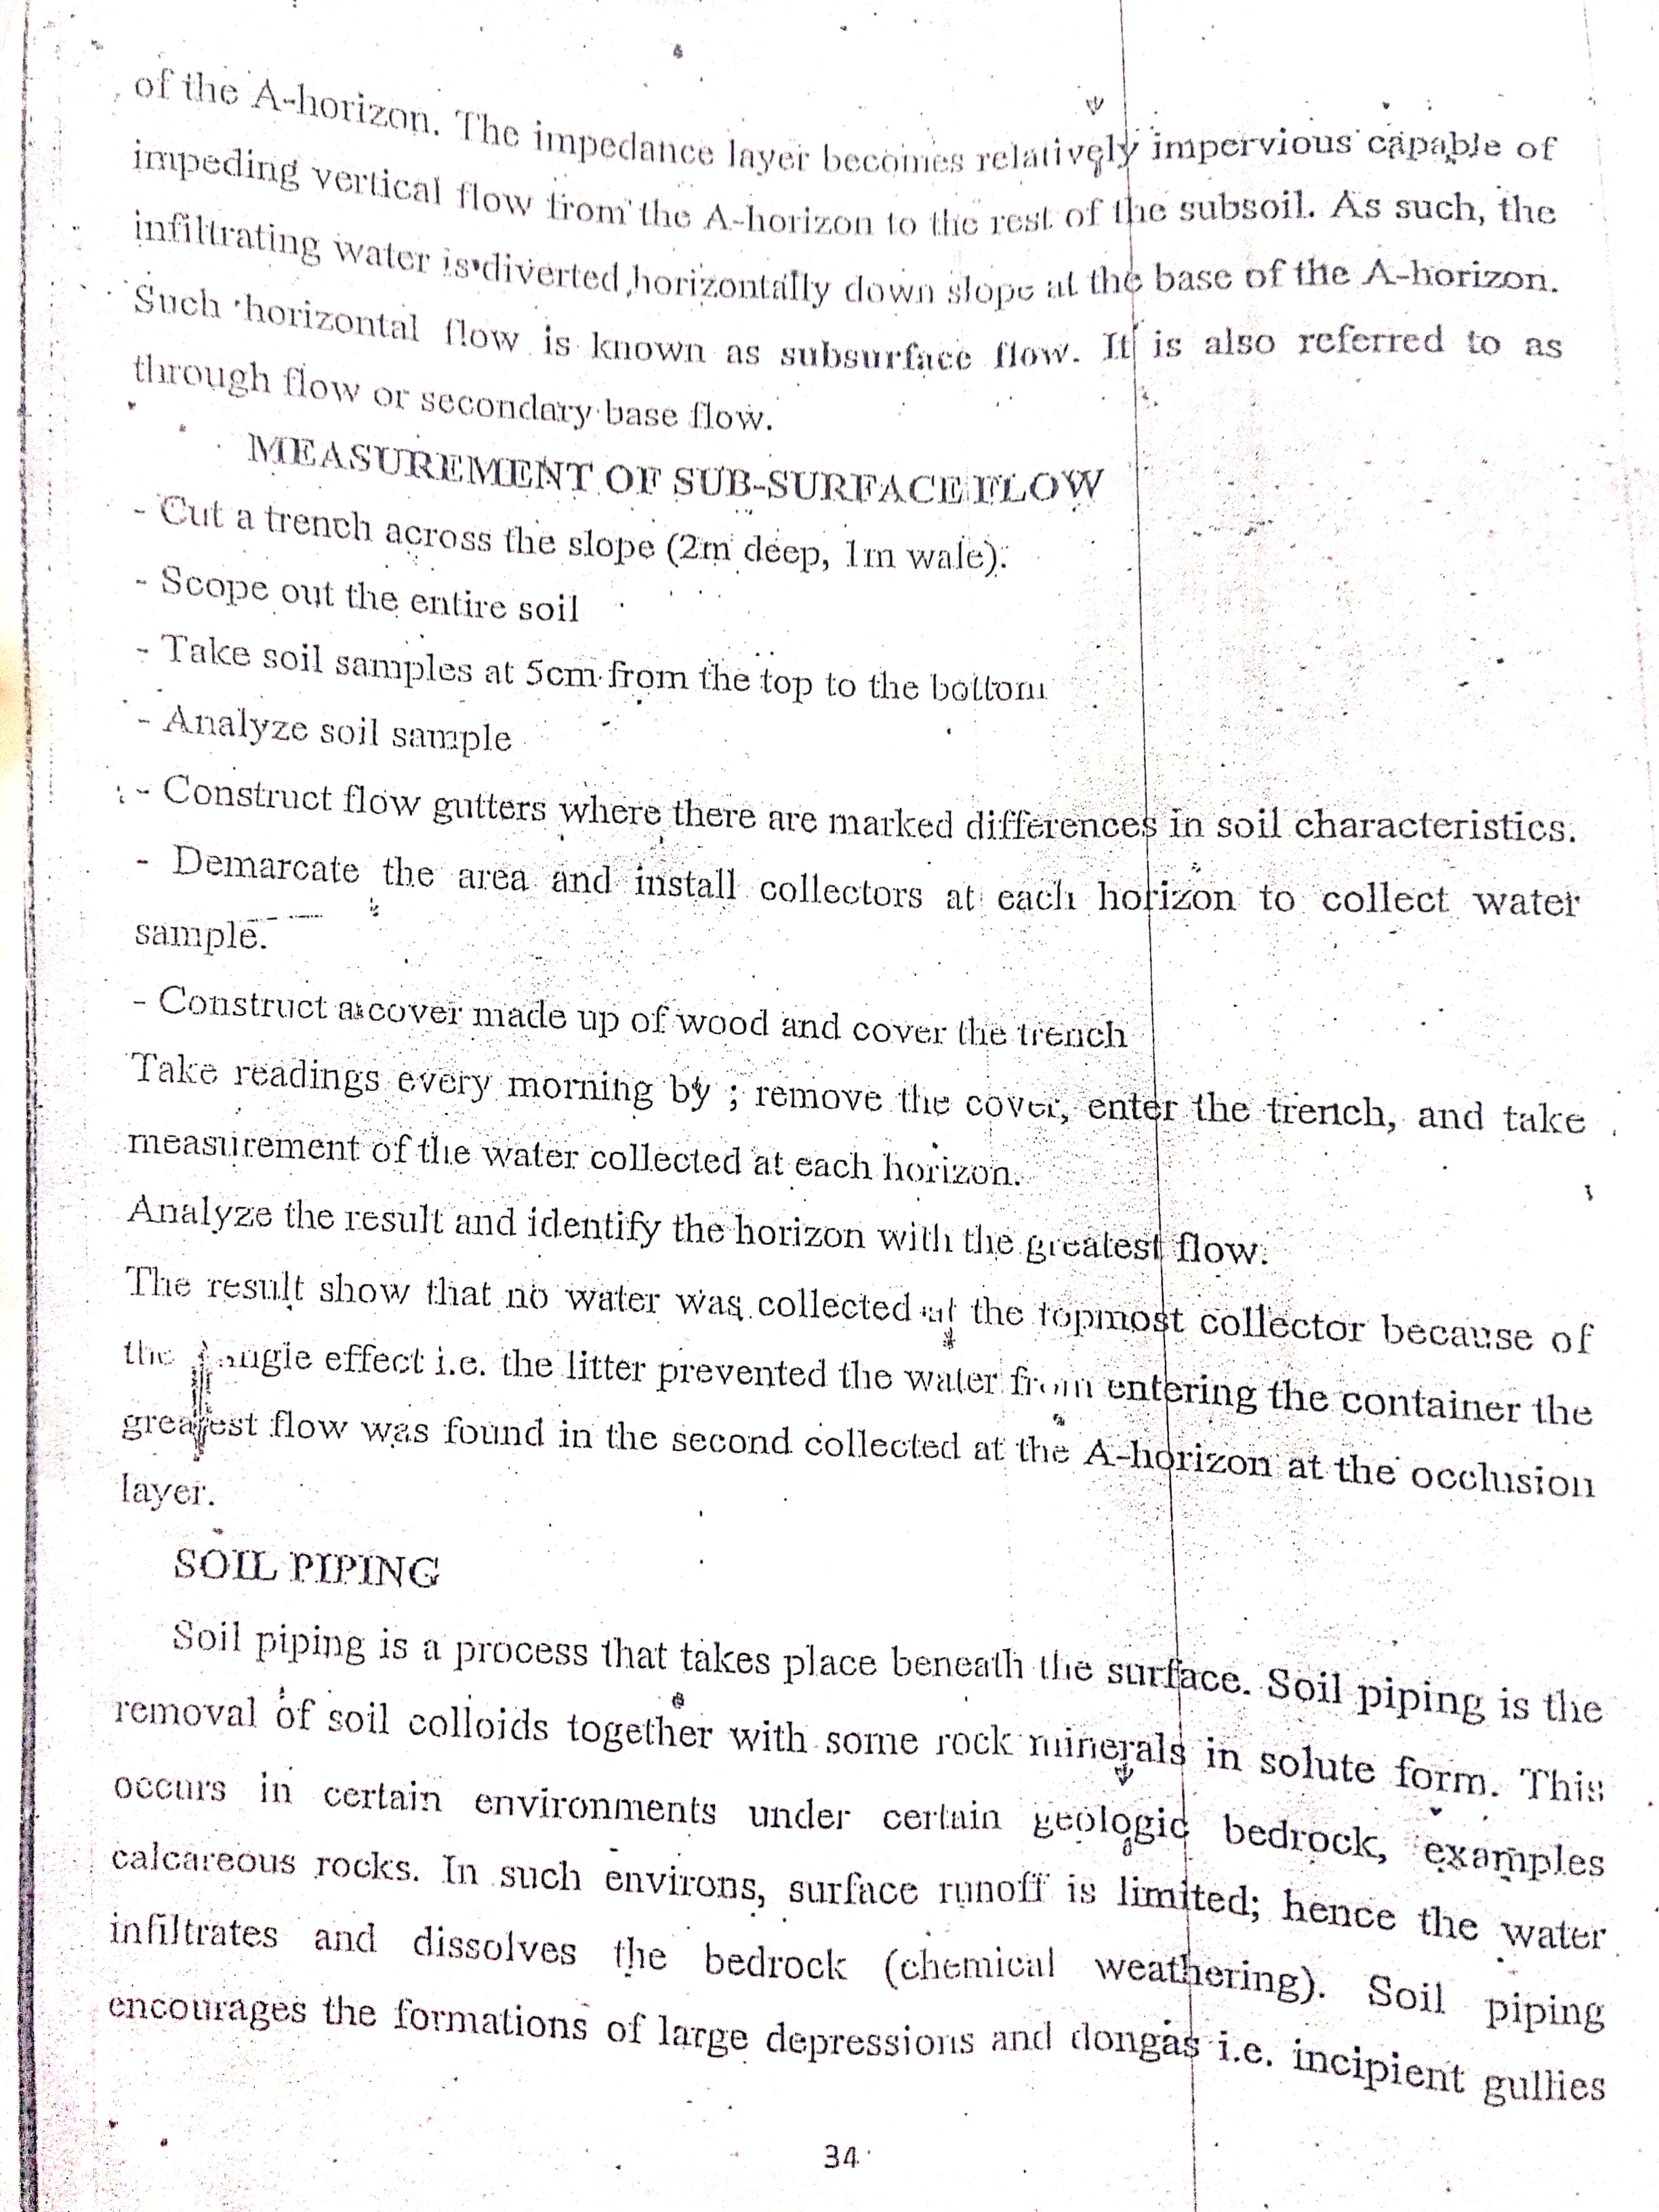 of the A-horizon. The impedance layer becomes relatively impervious capable of
impeding vertical flow from the A-horizon to the rest of the subsoil. As such, the
infiltrating water is diverted horizontally down slope at the base of the A-horizon.
Such horizontal flow is known as subsurface flow. It is also referred to as
through flow or secondary base flow.
MEASUREMENT OF SUB-SURFACE FLOW
- Cut a trench across the slope (2m deep, 1m wale).
- Scope out the entire soil
- Take soil samples at 5cm from the top to the bottom
- Analyze soil sample
- Construct flow gutters where there are marked differences in soil characteristics.
- Demarcate the area and install collectors at each horizon to collect water
sample.
- Construct a cover made up of wood and cover the trench
Take readings every morning by ; remove the cover, enter the trench, and take
measurement of the water collected at each horizon.
Analyze the result and identify the horizon with the greatest flow.
The result show that no water was collected at the topmost collector because of
the effect i.e. the litter prevented the water from entering the container the
greatest flow was found in the second collected at the A-horizon at the occlusion
layer.
SOIL PIPING
Soil piping is a process that takes place beneath the surface. Soil piping is the
removal of soil colloids together with some rock minerals in solute form. This
occurs in certain environments under certain geologic bedrock, examples
calcareous rocks. In such environs, surface runoff is limited; hence the water
infiltrates and dissolves the bedrock (chemical weathering). Soil piping
encourages the formations of large depressions and dongas i.e. incipient gullies
34